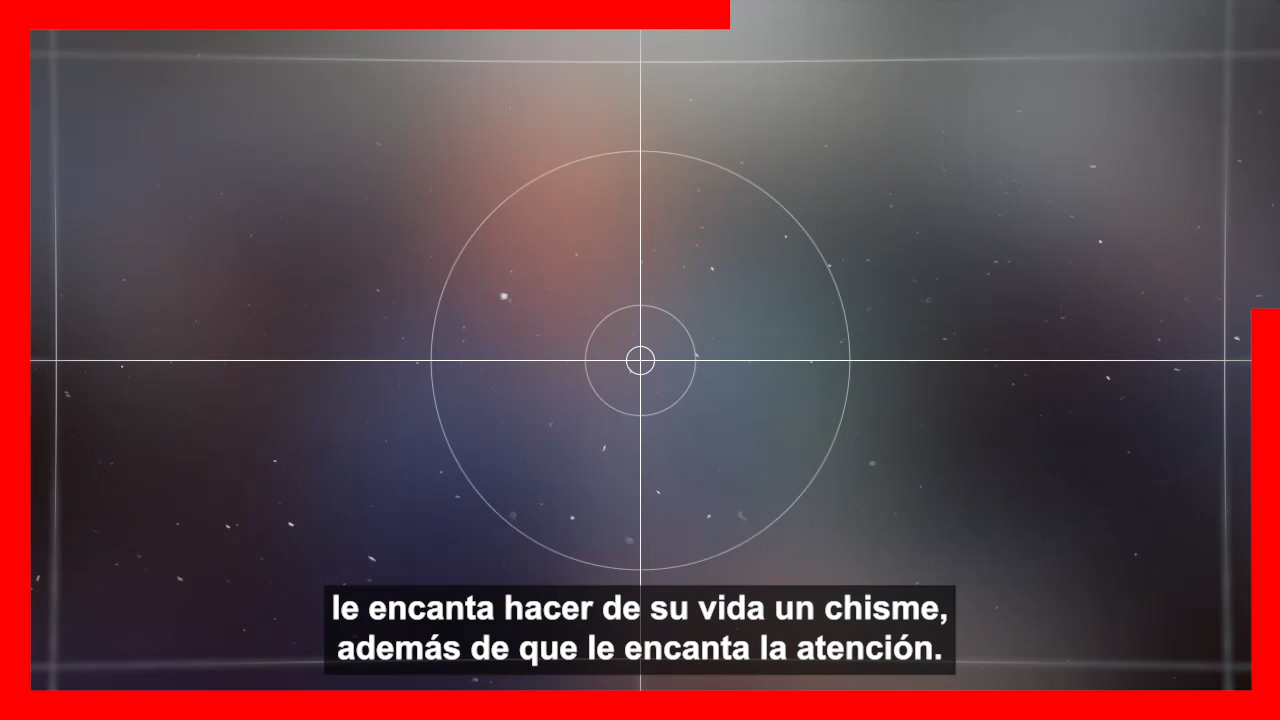 le encanta hacer de su vida un chisme,
además de que le encanta la atención.